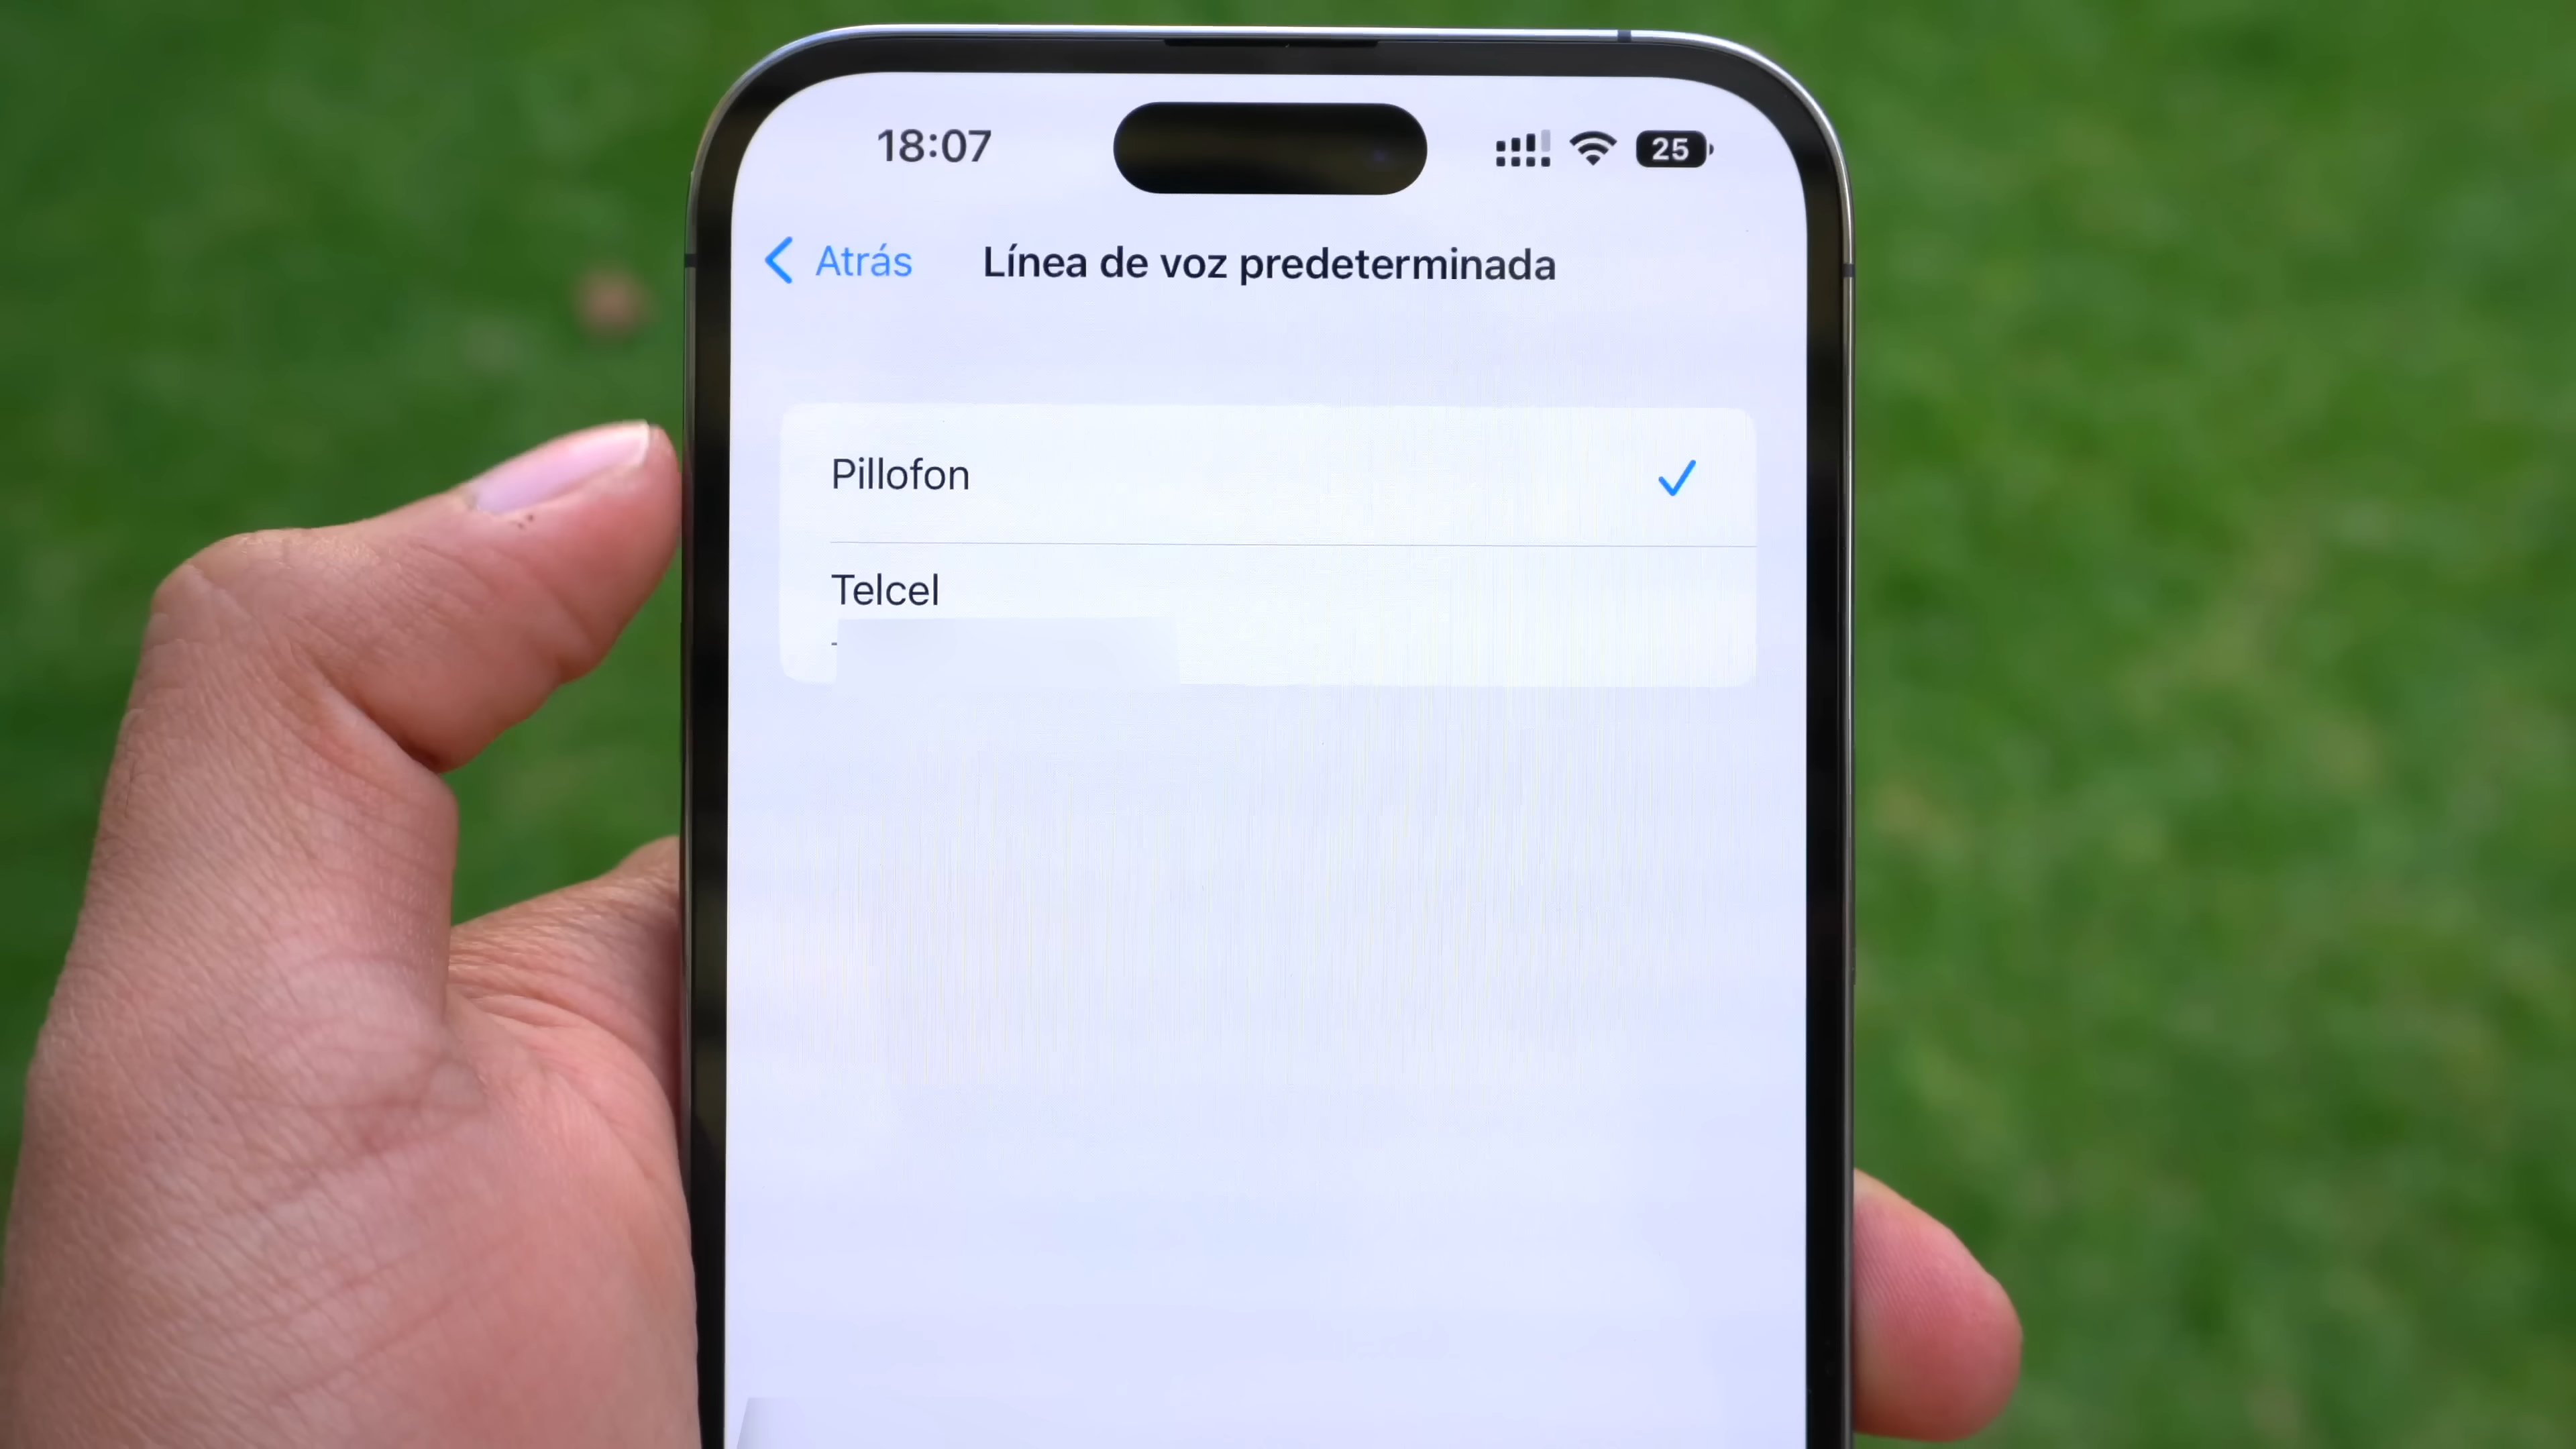 18:07
25
Atrás
Línea de voz predeterminada
Pillofon
Telcel